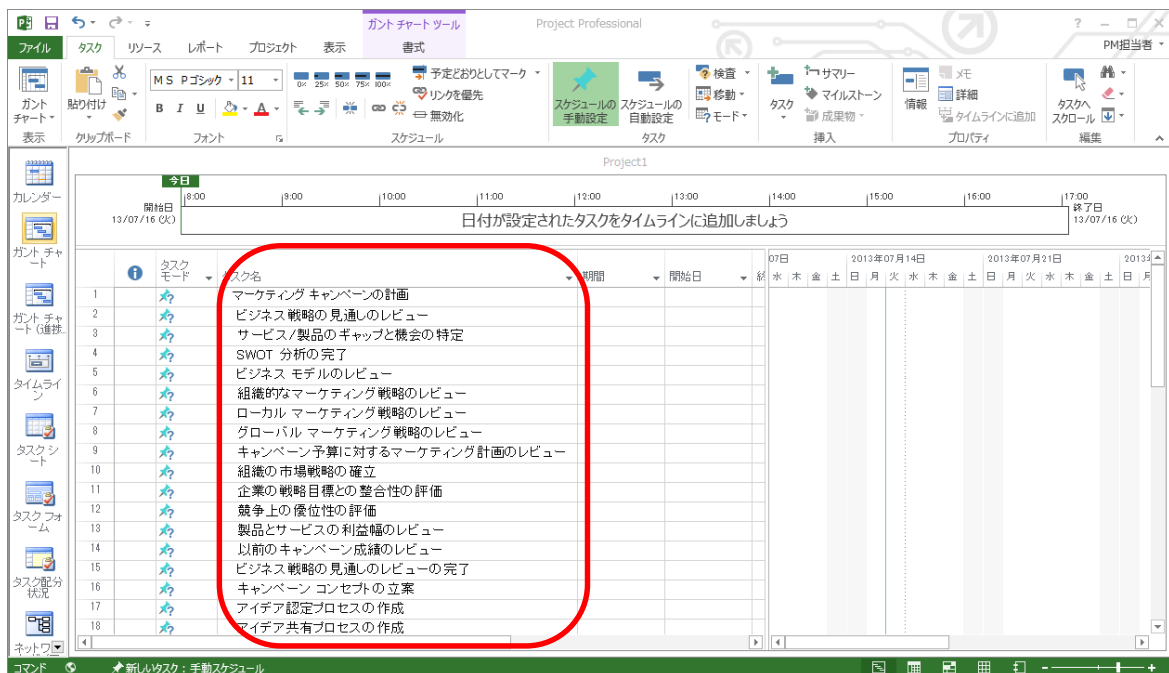 ガント チャート ツール
Project Professional
? － □ ×
ファイル タスク リソース レポート プロジェクト 表示 書式
PM担当者
ガント
チャート
貼り付け
ＭＳ Ｐゴシック 11
B I U A
0× 25× 50× 75× 100×
予定どおりとしてマーク
リンクを優先
無効化
スケジュールの
手動設定
スケジュールの
自動設定
検査
移動
モード
タスク
サマリー
マイルストーン
成果物
情報
メモ
詳細
タイムラインに追加
タスクへ
スクロール
表示 クリップボード フォント スケジュール タスク 挿入 プロパティ 編集
Project1
今日
8:00 9:00 10:00 11:00 12:00 13:00 14:00 15:00 16:00 17:00
開始日
13/07/16 (火)
日付が設定されたタスクをタイムラインに追加しましょう
終了日
13/07/16 (火)
カレンダー
ガント チャ
ート
ガント チャ
ート (進捗
タイムライ
ン
タスク シ
ート
タスク フォ
ーム
タスク配分
状況
ネットワ
タスク
モード
タスク名 期間 開始日 終
07日 2013年07月14日 2013年07月21日 2013年
水 木 金 土 日 月 火 水 木 金 土 日 月 火 水 木 金 土 日 月
1 マーケティング キャンペーンの計画
2 ビジネス戦略の見通しのレビュー
3 サービス/製品のギャップと機会の特定
4 SWOT 分析の完了
5 ビジネス モデルのレビュー
6 組織的なマーケティング戦略のレビュー
7 ローカル マーケティング戦略のレビュー
8 グローバル マーケティング戦略のレビュー
9 キャンペーン予算に対するマーケティング計画のレビュー
10 組織の市場戦略の確立
11 企業の戦略目標との整合性の評価
12 競争上の優位性の評価
13 製品とサービスの利益幅のレビュー
14 以前のキャンペーン成績のレビュー
15 ビジネス戦略の見通しのレビューの完了
16 キャンペーン コンセプトの立案
17 アイデア認定プロセスの作成
18 アイデア共有プロセスの作成
コマンド 新しいタスク : 手動スケジュール